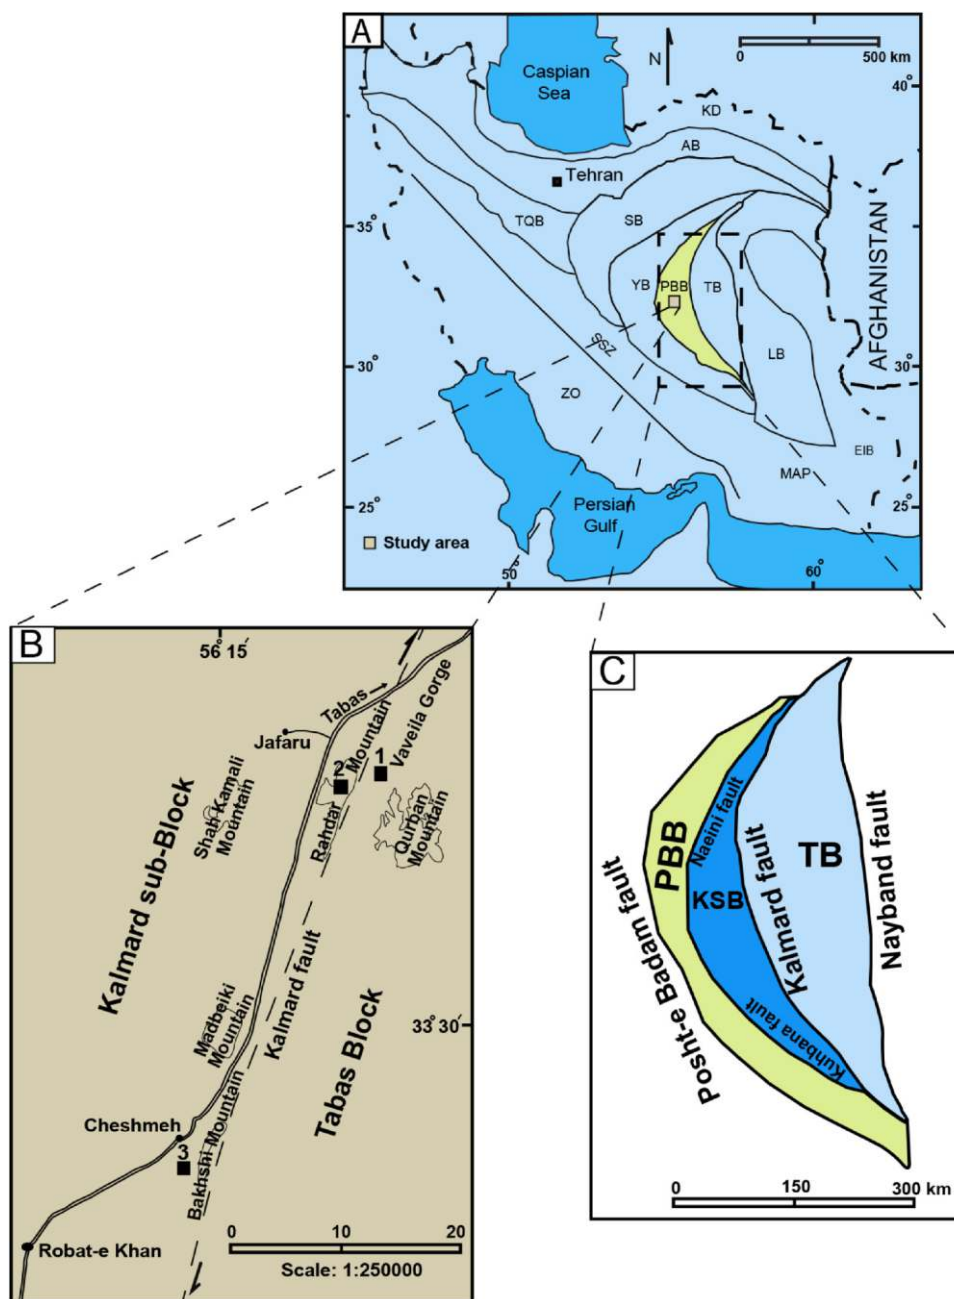 A
Caspian
Sea
N
0
500 km
40°
KD
AB
Tehran
35°
TQB
SB
YB
PBB
TB
AFGHANISTAN
SSZ
LB
30°
30°
ZO
EIB
MAP
25°
25°
Persian
Gulf
Study area
50°
60°
B
56° 15´
Tabas
Jafaru
Vaveila Gorge
1
2
Rahdar Mountain
Shah Kamali
Mountain
Qurban
Mountain
Kalmard sub-Block
Kalmard fault
Madbeiki
Mountain
33° 30´
Tabas Block
Cheshmeh
3
Bakhshi Mountain
Robat-e Khan
0
10
20
Scale: 1:250000
C
PBB
Naeini fault
KSB
Kalmard fault
TB
Nayband fault
Posht-e Badam fault
Kuhbana fault
0
150
300 km